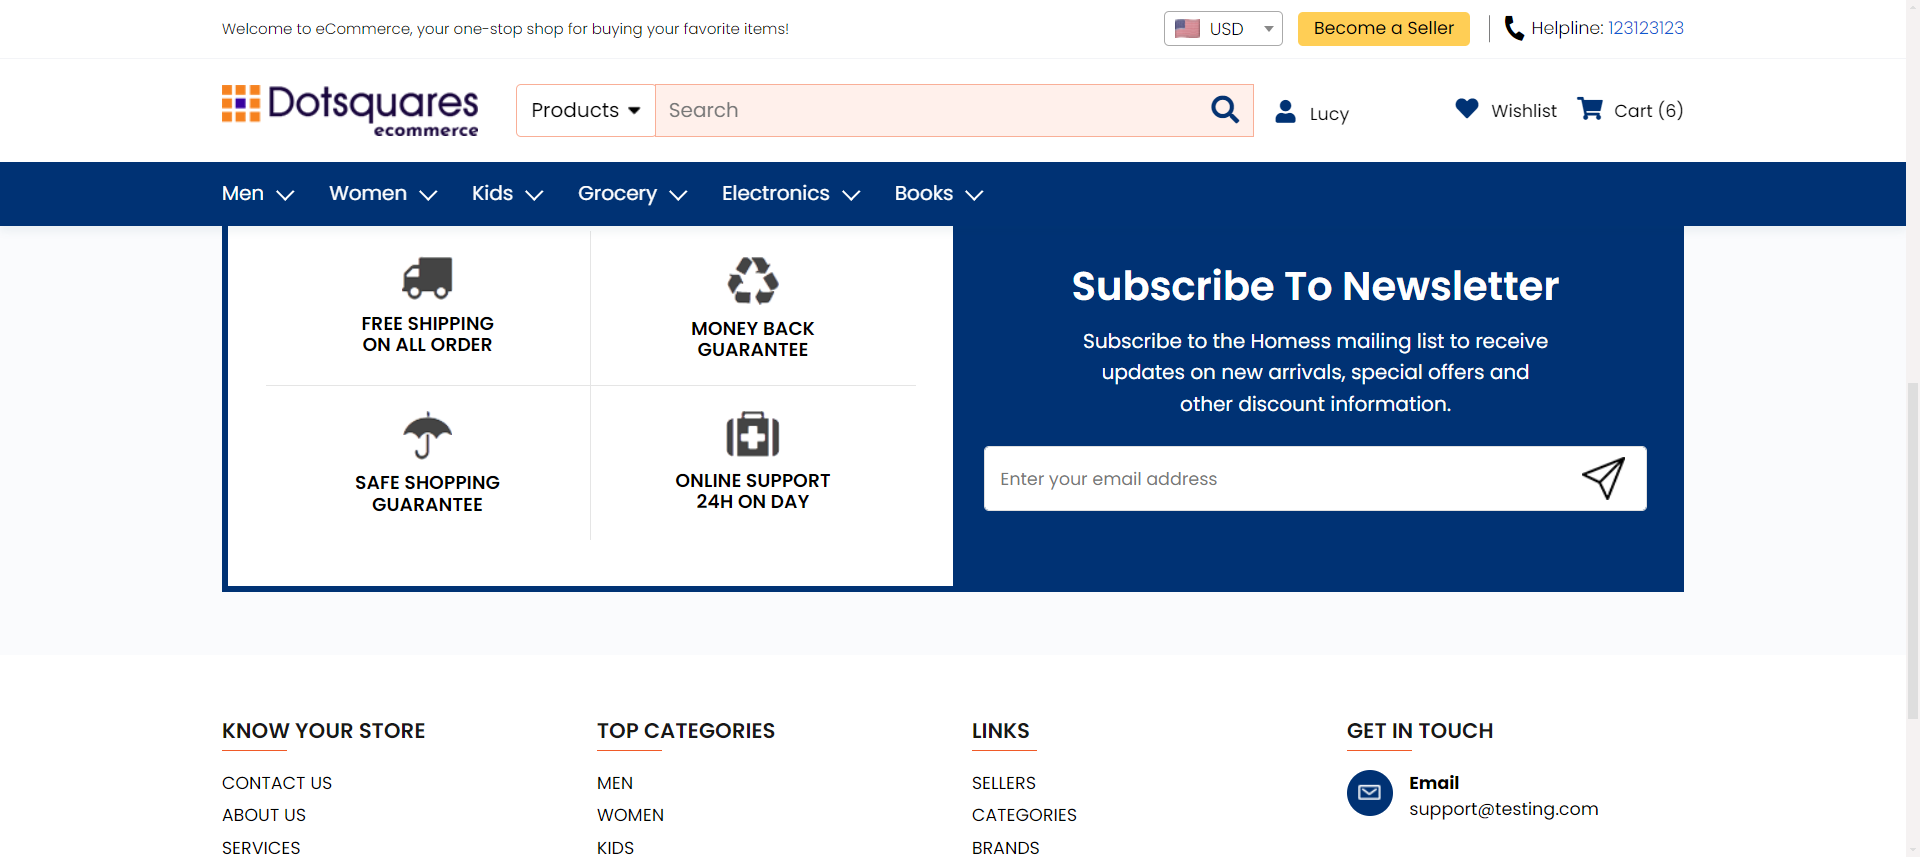 Welcome to eCommerce, your one-stop shop for buying your favorite items!
USD
Become a Seller
Helpline: 123123123
Dotsquares
ecommerce
Products
Search
Lucy
Wishlist
Cart (6)
Men
Women
Kids
Grocery
Electronics
Books
FREE SHIPPING
ON ALL ORDER
MONEY BACK
GUARANTEE
SAFE SHOPPING
GUARANTEE
ONLINE SUPPORT
24H ON DAY
Subscribe To Newsletter
Subscribe to the Homess mailing list to receive
updates on new arrivals, special offers and
other discount information.
Enter your email address
KNOW YOUR STORE
CONTACT US
ABOUT US
SERVICES
TOP CATEGORIES
MEN
WOMEN
KIDS
LINKS
SELLERS
CATEGORIES
BRANDS
GET IN TOUCH
Email
support@testing.com